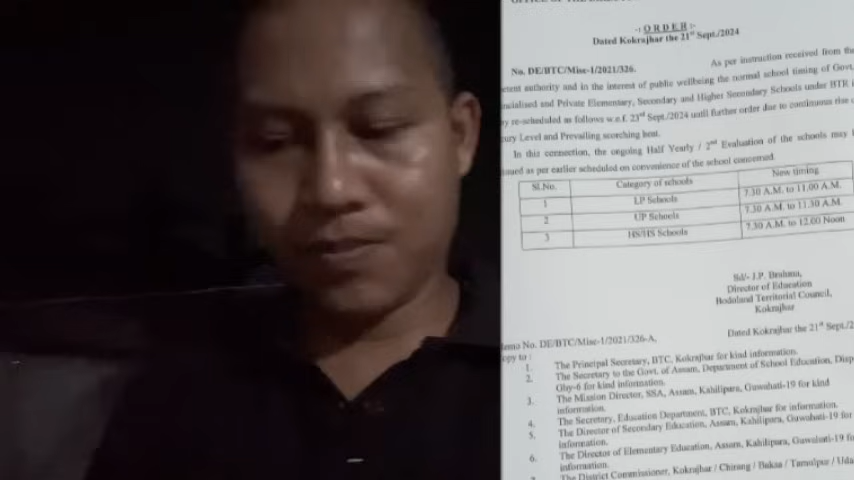 -: O R D E R :-
Dated Kokrajhar the 21st Sept./2024
No. DE/BTC/Misc-1/2021/326.
As per instruction received from the
etent authority and in the interest of public wellbeing the normal school timing of Govt.
incialised and Private Elementary, Secondary and Higher Secondary Schools under BTR
y re-scheduled as follows w.e.f. 23rd Sept./2024 until further order due to continuous rise
ury Level and Prevailing scorching heat.
In this connection, the ongoing Half Yearly / 2nd Evaluation of the schools may
nued as per earlier scheduled on convenience of the school concerned.
Sl.No. Category of schools New timing
1 LP Schools 7.30 A.M. to 11.00 A.M.
2 UP Schools 7.30 A.M. to 11.30 A.M.
3 HS/HS Schools 7.30 A.M. to 12.00 Noon
Sd/- J.P. Brahma,
Director of Education
Bodoland Territorial Council,
Kokrajhar
emo No. DE/BTC/Misc-1/2021/326-A,
Dated Kokrajhar the 21st Sept./2
opy to :
1. The Principal Secretary, BTC, Kokrajhar for kind information.
2. The Secretary to the Govt. of Assam, Department of School Education, Disp
Ghy-6 for kind information.
3. The Mission Director, SSA, Assam, Kahilipara, Guwahati-19 for kind
information.
4. The Secretary, Education Department, BTC, Kokrajhar for information.
5. The Director of Secondary Education, Assam, Kahilipara, Guwahati-19 for
information.
6. The Director of Elementary Education, Assam, Kahilipara, Guwahati-19 fo
information.
7. The District Commissioner, Kokrajhar / Chirang / Baksa / Tamulpur / Uda